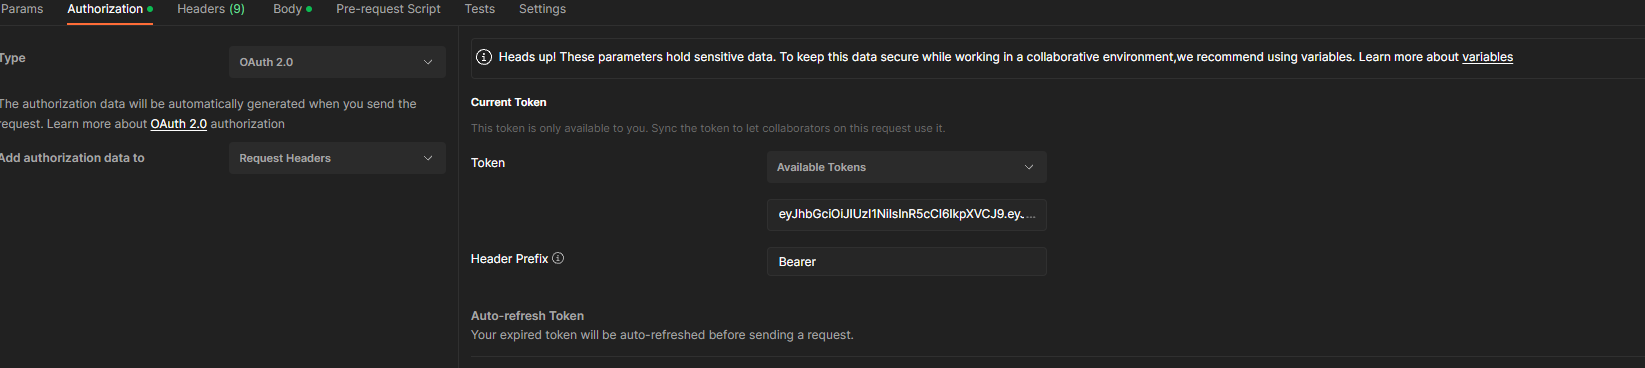 Params Authorization Headers (9) Body Pre-request Script Tests Settings
Type
OAuth 2.0
The authorization data will be automatically generated when you send the
request. Learn more about OAuth 2.0 authorization
Add authorization data to
Request Headers
Heads up! These parameters hold sensitive data. To keep this data secure while working in a collaborative environment,we recommend using variables. Learn more about variables
Current Token
This token is only available to you. Sync the token to let collaborators on this request use it.
Token
Available Tokens
eyJhbGciOiJIUzI1NiIsInR5cCI6IkpXVCJ9.ey. ...
Header Prefix
Bearer
Auto-refresh Token
Your expired token will be auto-refreshed before sending a request.